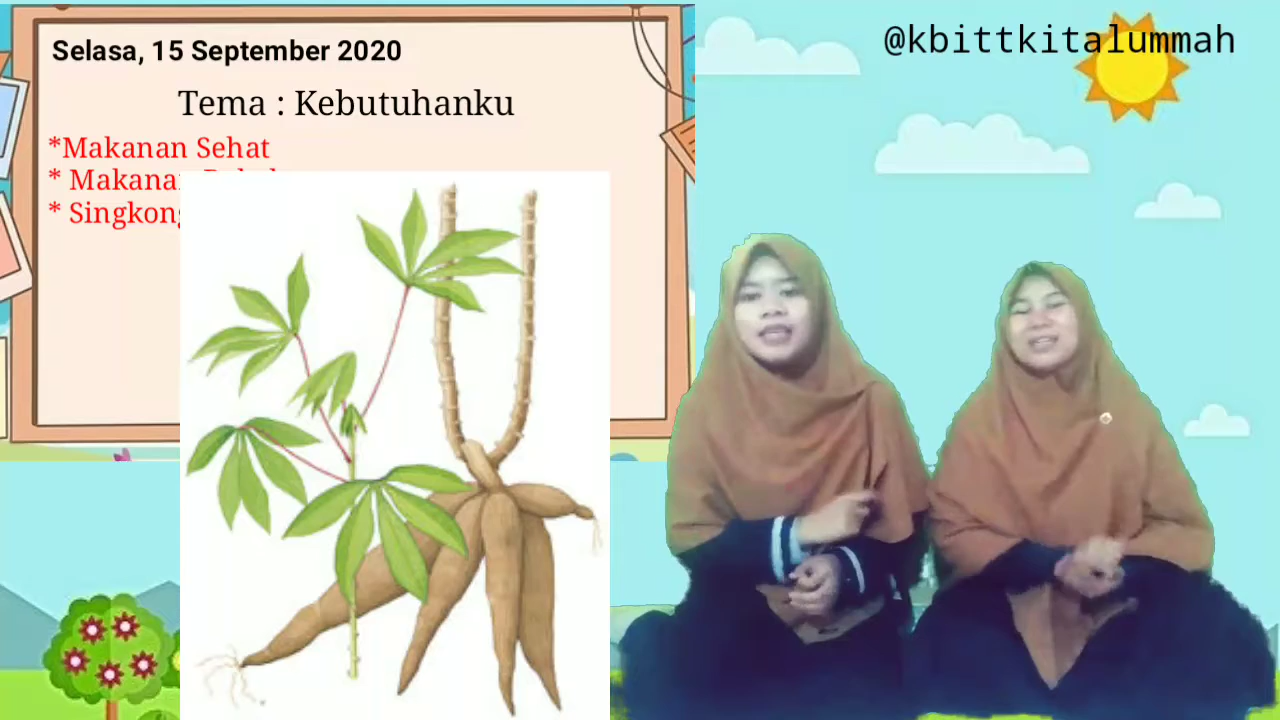 Selasa, 15 September 2020
@kbittkitalummah
Tema : Kebutuhanku
*Makanan Sehat
* Makanan
* Singkong